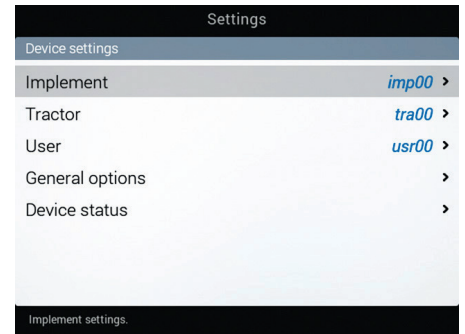 Settings
Device settings
Implement imp00 >
Tractor tra00 >
User usr00 >
General options >
Device status >
Implement settings.